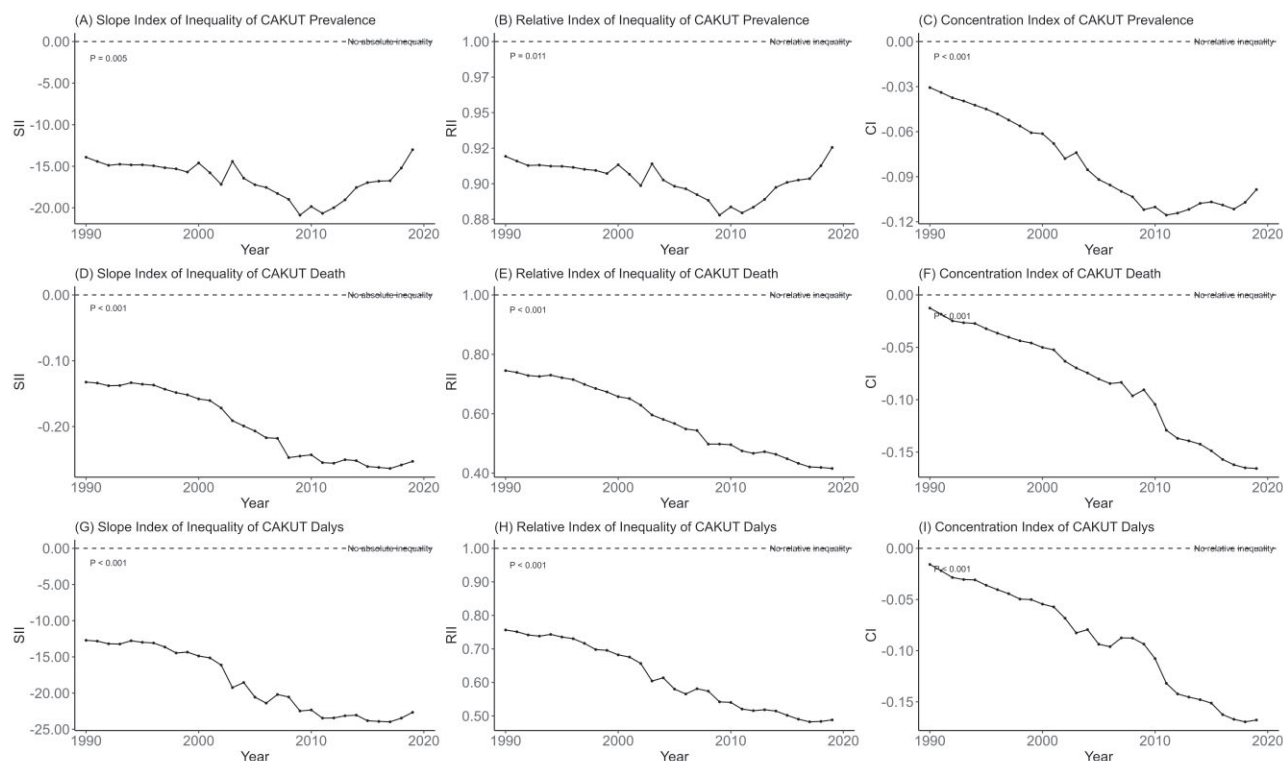 (A) Slope Index of Inequality of CAKUT Prevalence
0.00
No absolute inequality
P = 0.005
-5.00
-10.00
-15.00
-20.00
SII
1990
2000
2010
2020
Year
(B) Relative Index of Inequality of CAKUT Prevalence
1.00
No relative inequality
P = 0.011
0.97
0.95
0.92
0.90
0.88
RII
1990
2000
2010
2020
Year
(C) Concentration Index of CAKUT Prevalence
0.00
No relative inequality
P < 0.001
-0.03
-0.06
-0.09
-0.12
CI
1990
2000
2010
2020
Year
(D) Slope Index of Inequality of CAKUT Death
0.00
No absolute inequality
P < 0.001
-0.10
-0.20
SII
1990
2000
2010
2020
Year
(E) Relative Index of Inequality of CAKUT Death
1.00
No relative inequality
P < 0.001
0.80
0.60
0.40
RII
1990
2000
2010
2020
Year
(F) Concentration Index of CAKUT Death
0.00
No relative inequality
P < 0.001
-0.05
-0.10
-0.15
CI
1990
2000
2010
2020
Year
(G) Slope Index of Inequality of CAKUT Dalys
0.00
No absolute inequality
P < 0.001
-5.00
-10.00
-15.00
-20.00
-25.00
SII
1990
2000
2010
2020
Year
(H) Relative Index of Inequality of CAKUT Dalys
1.00
No relative inequality
P < 0.001
0.90
0.80
0.70
0.60
0.50
RII
1990
2000
2010
2020
Year
(I) Concentration Index of CAKUT Dalys
0.00
No relative inequality
P < 0.001
-0.05
-0.10
-0.15
CI
1990
2000
2010
2020
Year